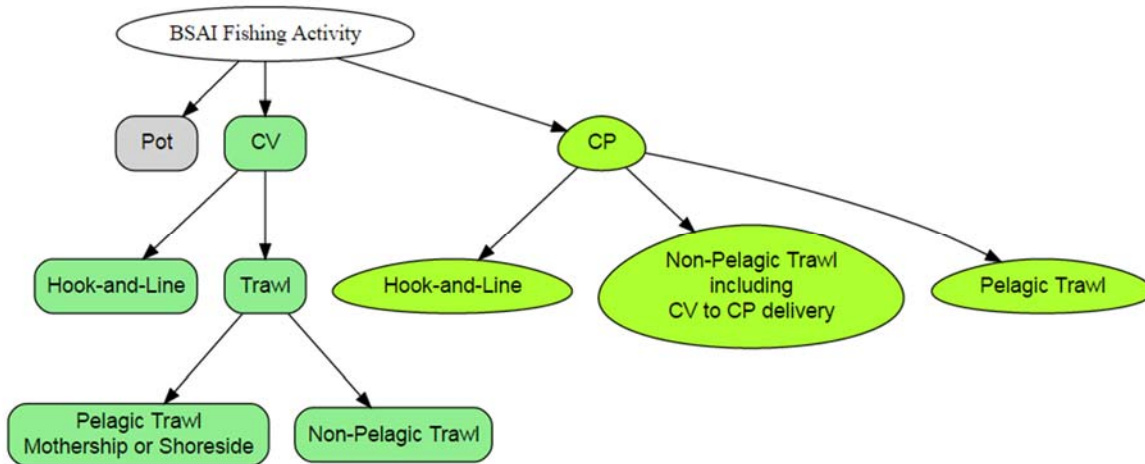 BSAI Fishing Activity
Pot
CV
CP
Hook-and-Line
Trawl
Hook-and-Line
Non-Pelagic Trawl
including
CV to CP delivery
Pelagic Trawl
Pelagic Trawl
Mothership or Shoreside
Non-Pelagic Trawl